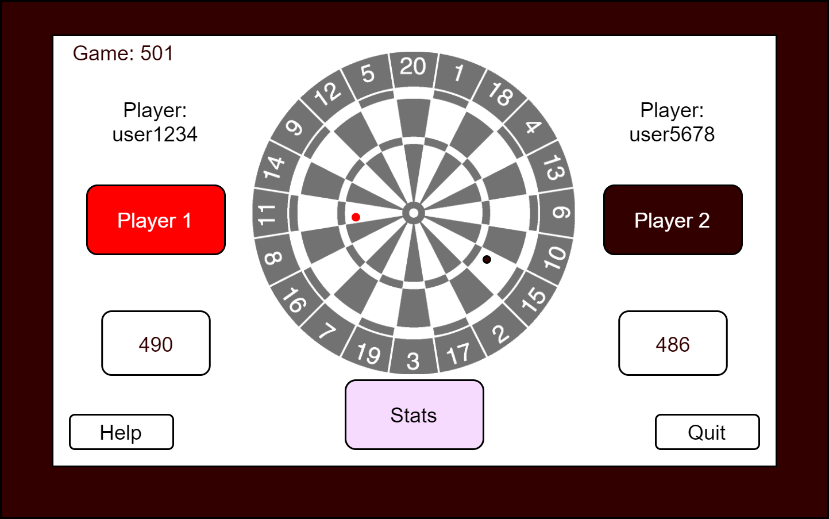 Game: 501
Player:
user1234
Player:
user5678
Player 1
Player 2
490
486
Help
Stats
Quit
20
1
18
4
13
6
10
15
2
17
3
19
7
16
8
11
14
9
12
5